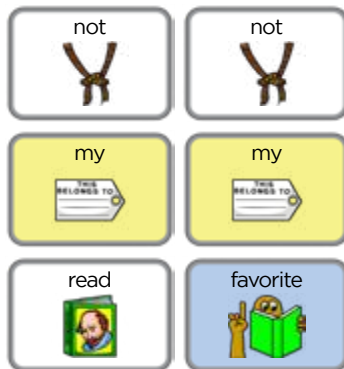 not not
my my
THIS BELONGS TO THIS BELONGS TO
read favorite